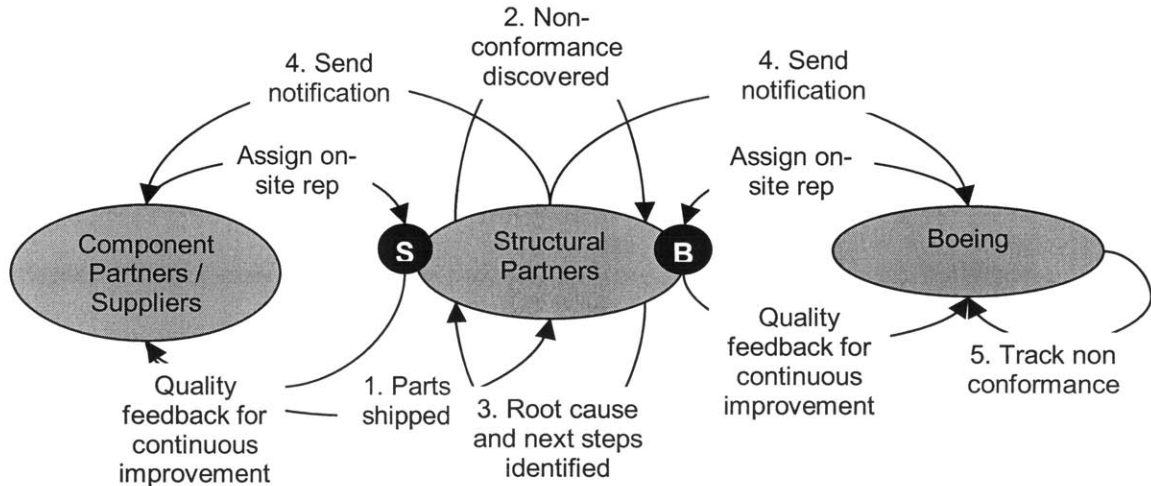 2. Non-
conformance
discovered
4. Send
notification
4. Send
notification
Assign on-
site rep
Assign on-
site rep
Component
Partners /
Suppliers
S
Structural
Partners
B
Boeing
Quality
feedback for
continuous
improvement
1. Parts
shipped
3. Root cause
and next steps
identified
Quality
feedback for
continuous
improvement
5. Track non
conformance